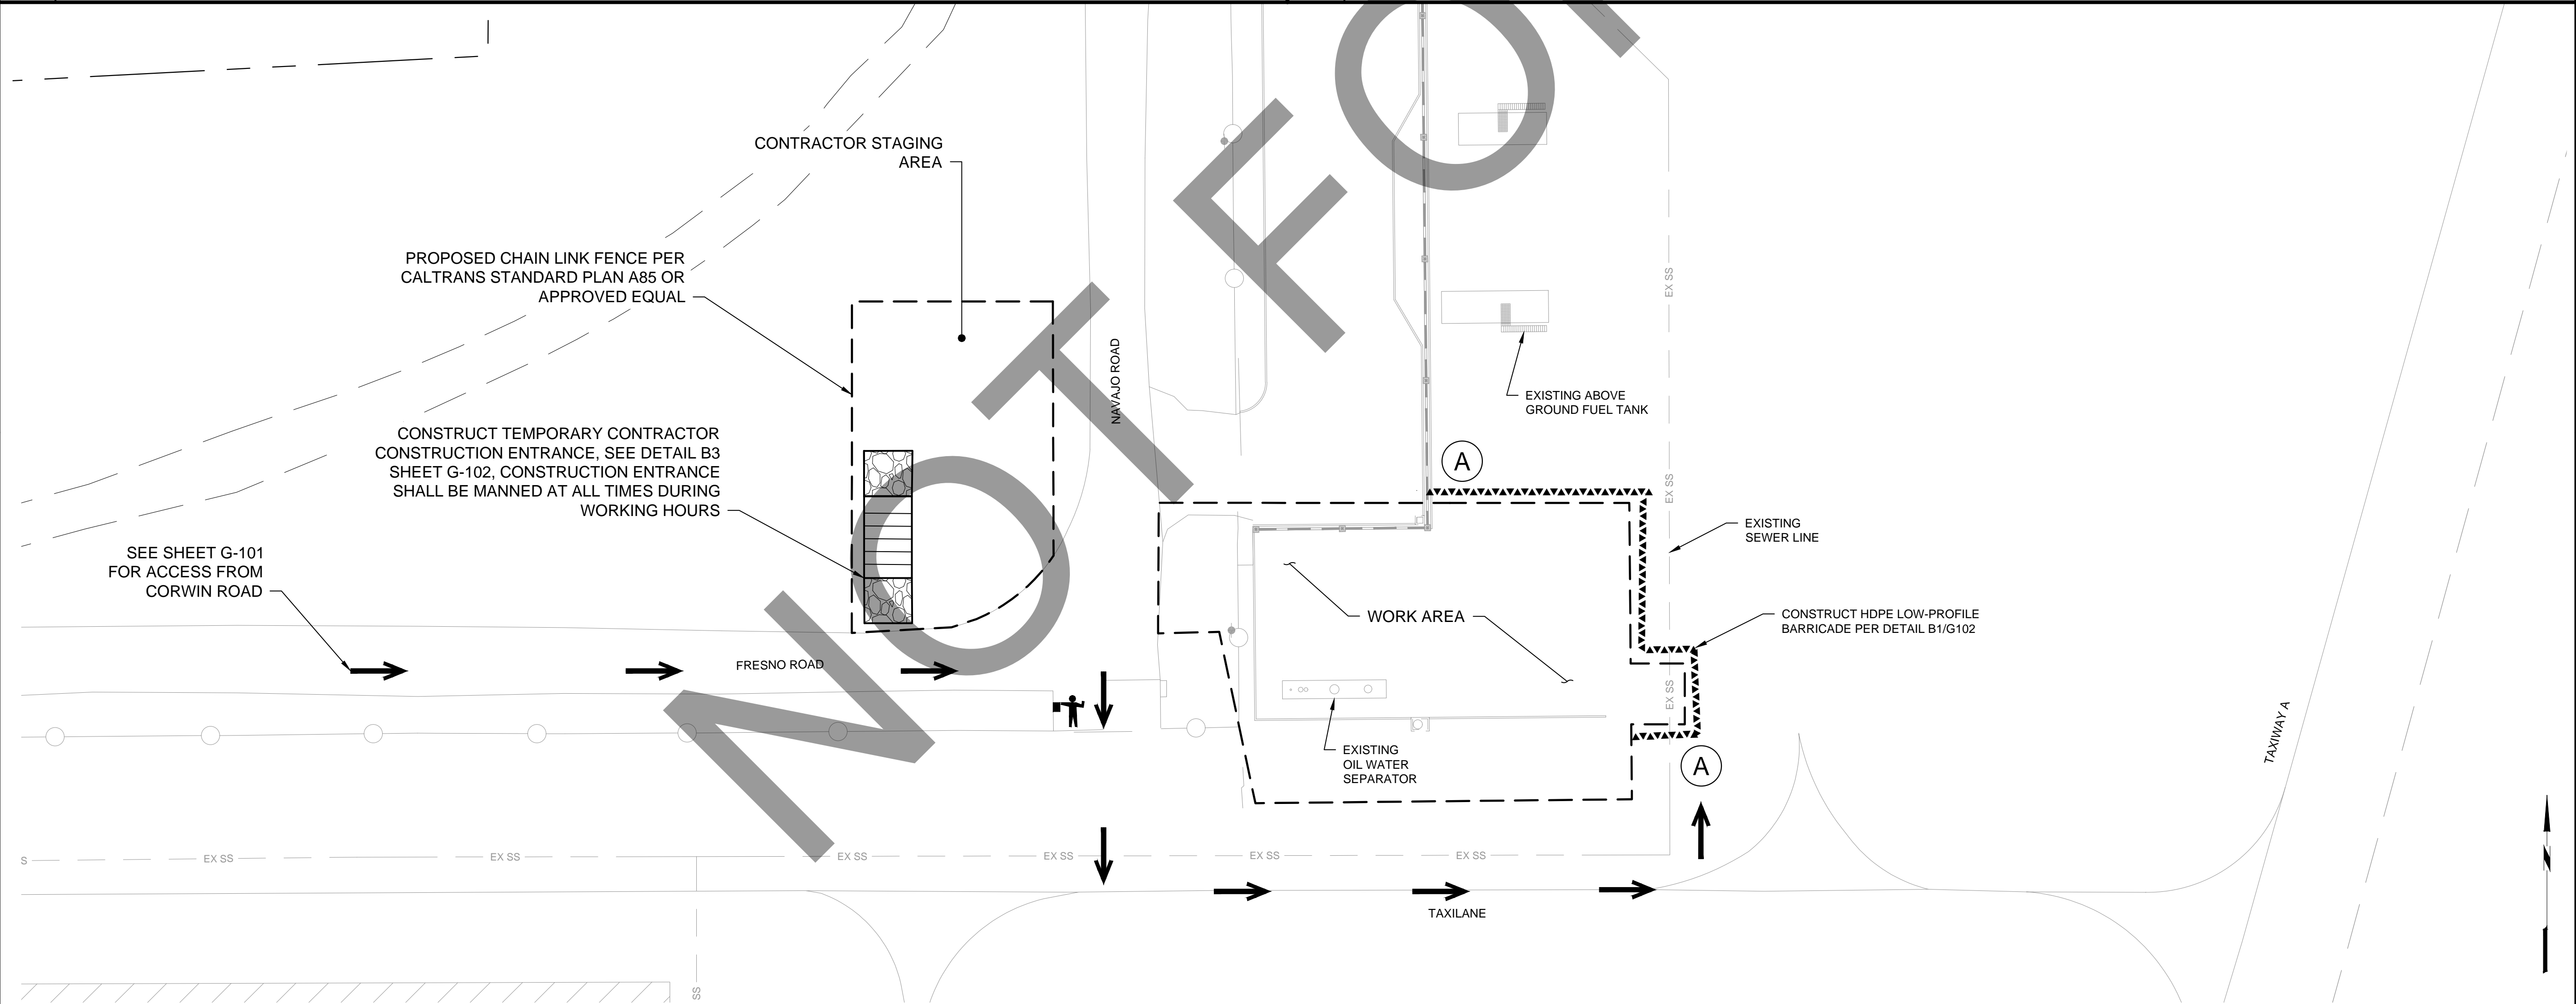 CONTRACTOR STAGING
AREA
PROPOSED CHAIN LINK FENCE PER
CALTRANS STANDARD PLAN A85 OR
APPROVED EQUAL
CONSTRUCT TEMPORARY CONTRACTOR
CONSTRUCTION ENTRANCE, SEE DETAIL B3
SHEET G-102, CONSTRUCTION ENTRANCE
SHALL BE MANNED AT ALL TIMES DURING
WORKING HOURS
SEE SHEET G-101
FOR ACCESS FROM
CORWIN ROAD
FRESNO ROAD
NAVAJO ROAD
EX SS
EXISTING ABOVE
GROUND FUEL TANK
A
EX SS
EXISTING
SEWER LINE
WORK AREA
CONSTRUCT HDPE LOW-PROFILE
BARRICADE PER DETAIL B1/G102
EX SS
EXISTING
OIL WATER
SEPARATOR
A
TAXIWAY A
N
S
EX SS
EX SS
EX SS
EX SS
EX SS
EX SS
TAXILANE
SS
NOT FO